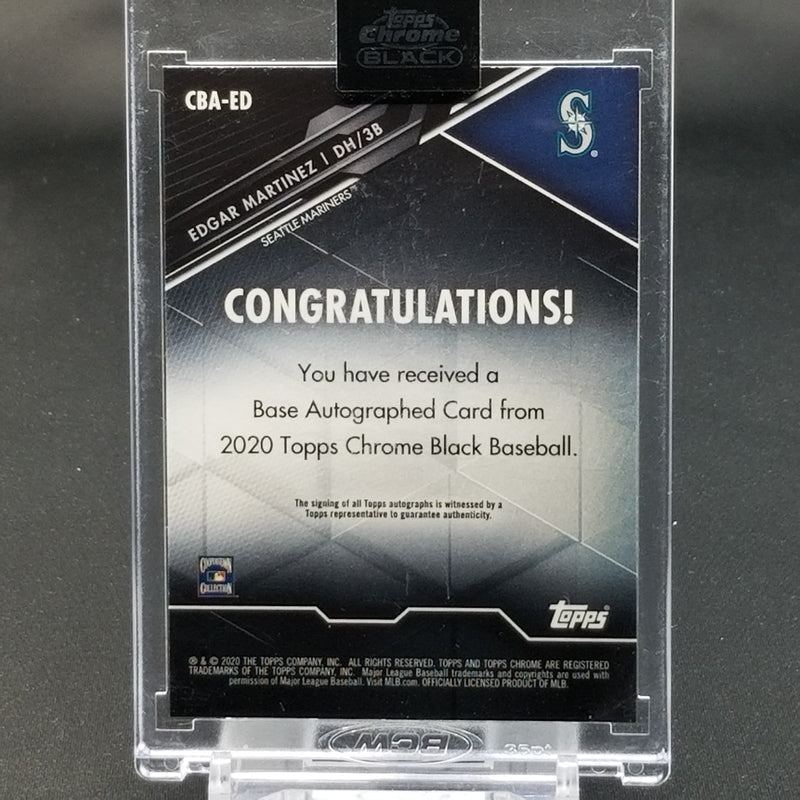 Topps
Chrome
BLACK
CBA-ED
S
EDGAR MARTINEZ | DH/3B
SEATTLE MARINERS™
CONGRATULATIONS!
You have received a
Base Autographed Card from
2020 Topps Chrome Black Baseball.
The signing of all Topps autographs is witnessed by a
Topps representative to guarantee authenticity.
COOPERSTOWN
COLLECTION
Topps®
® & © 2020 THE TOPPS COMPANY, INC. ALL RIGHTS RESERVED. TOPPS AND TOPPS CHROME ARE REGISTERED
TRADEMARKS OF THE TOPPS COMPANY, INC. Major League Baseball trademarks and copyrights are used with
permission of Major League Baseball. Visit MLB.com. OFFICIALLY LICENSED PRODUCT OF MLB.
BCW
35pt